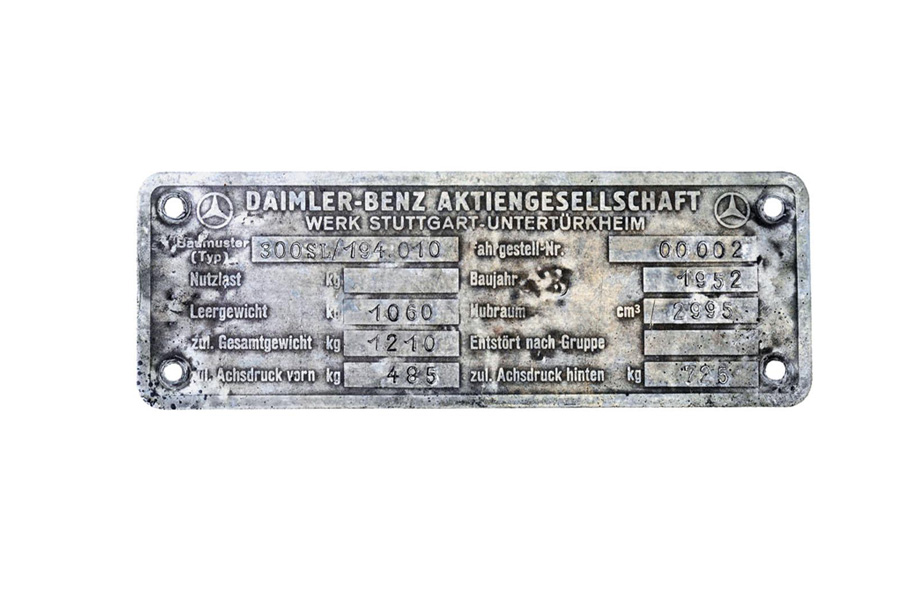 DAIMLER-BENZ AKTIENGESELLSCHAFT
WERK STUTTGART-UNTERTÜRKHEIM
Baumuster (Typ) 300SL/194 010 Fahrgestell-Nr. 00 002
Nutzlast kg Baujahr 1952
Leergewicht kg 1060 Hubraum cm³ 2995
zul. Gesamtgewicht kg 1210 Entstört nach Gruppe
zul. Achsdruck vorn kg 485 zul. Achsdruck hinten kg